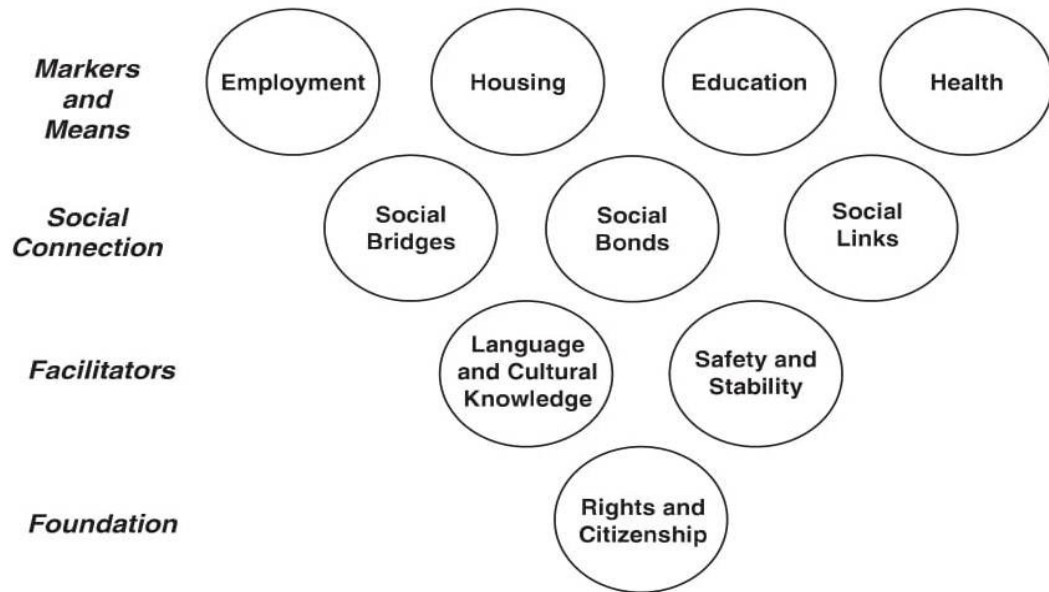 Markers
and
Means
Employment
Housing
Education
Health
Social
Connection
Social
Bridges
Social
Bonds
Social
Links
Facilitators
Language
and Cultural
Knowledge
Safety and
Stability
Foundation
Rights and
Citizenship